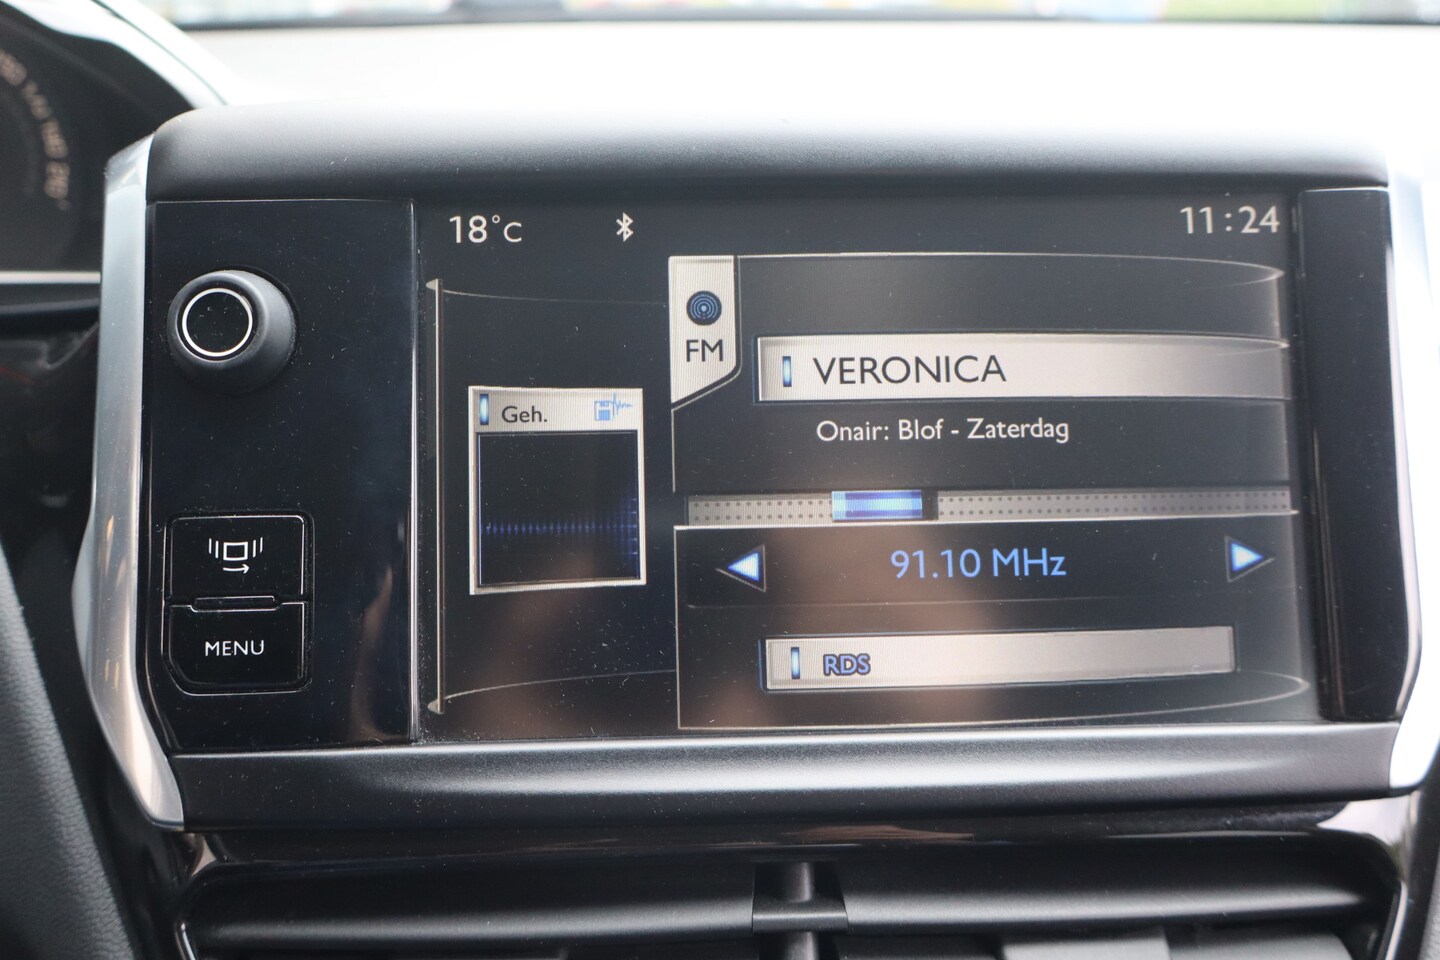 18°C
11:24
FM
VERONICA
Geh.
Onair: Blof - Zaterdag
91.10 MHz
MENU
RDS